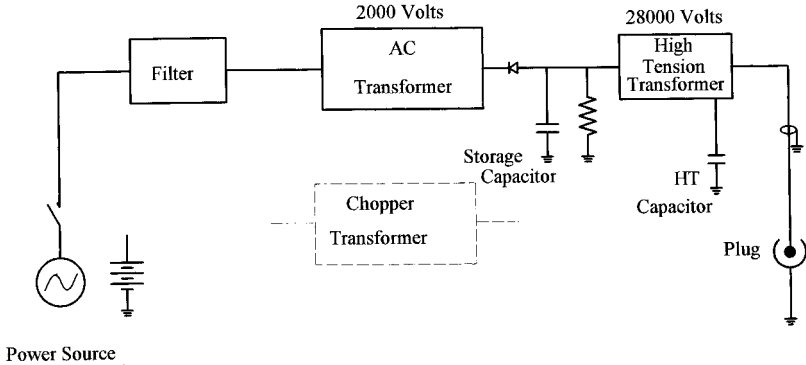 2000 Volts
28000 Volts
Filter
AC
Transformer
High
Tension
Transformer
Storage
Capacitor
HT
Capacitor
Chopper
Transformer
Plug
Power Source